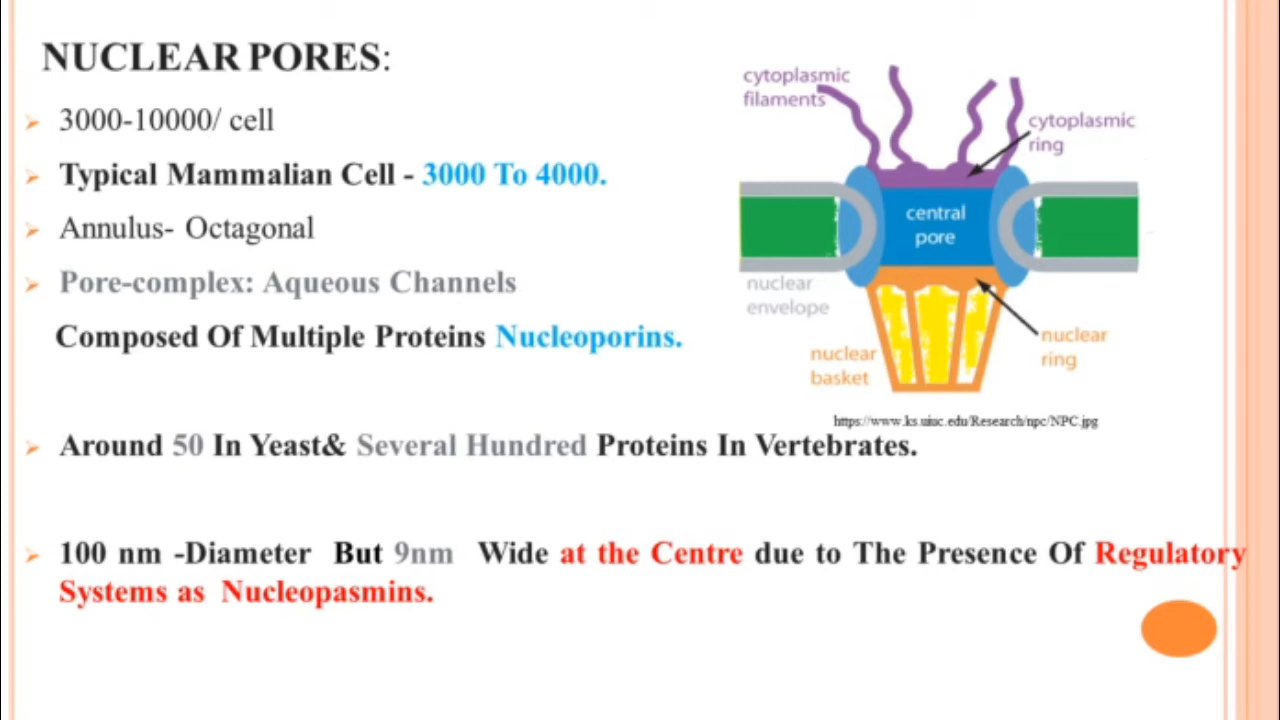 NUCLEAR PORES:
3000-10000/ cell
Typical Mammalian Cell - 3000 To 4000.
Annulus- Octagonal
Pore-complex: Aqueous Channels
Composed Of Multiple Proteins Nucleoporins.
Around 50 In Yeast& Several Hundred Proteins In Vertebrates.
100 nm -Diameter But 9nm Wide at the Centre due to The Presence Of Regulatory
Systems as Nucleopasmins.
cytoplasmic
filaments
cytoplasmic
ring
central
pore
nuclear
envelope
nuclear
ring
nuclear
basket
https://www.ks.uiuc.edu/Research/npc/NPC.jpg